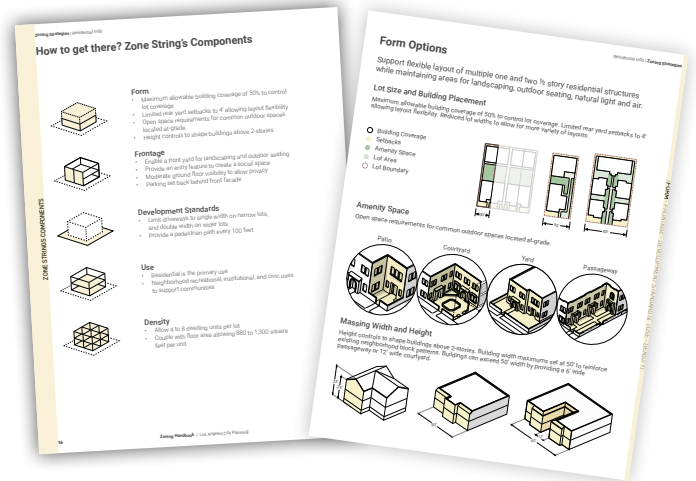 Zoning Strategies | Residential Infill
How to get there? Zone String's Components
Form
• Maximum allowable building coverage of 50% to control
lot coverage
• Limited rear yard setbacks to 4' allowing layout flexibility
• Open space requirements for common outdoor spaces
located at-grade
• Height controls to shape buildings above 2-stories
Frontage
• Enable a front yard for landscaping and outdoor seating
• Provide an entry feature to create a social space
• Moderate ground floor visibility to allow privacy
• Parking set back behind front facade
Development Standards
• Limit driveways to single width on narrow lots,
and double width on wider lots
• Provide a pedestrian path every 100 feet
Use
• Residential is the primary use
• Neighborhood recreational, institutional, and civic uses
to support communities
Density
• Allow 4 to 8 dwelling units per lot
• Couple with floor area allowing 880 to 1,300 square
feet per unit
ZONE STRINGS COMPONENTS
16
Zoning Handbook | Los Angeles City Planning
Residential Infill | Zoning Strategies
Form Options
Support flexible layout of multiple one and two ½ story residential structures
while maintaining areas for landscaping, outdoor seating, natural light and air.
Lot Size and Building Placement
Maximum allowable building coverage of 50% to control lot coverage. Limited rear yard setbacks to 4'
allowing layout flexibility. Reduced lot widths to allow for more variety of layouts.
Building Coverage
Setbacks
Amenity Space
Lot Area
Lot Boundary
Amenity Space
Open space requirements for common outdoor spaces located at-grade.
Patio
Courtyard
Yard
Passageway
Massing Width and Height
Height controls to shape buildings above 2-stories. Building width maximums set at 50' to reinforce
existing neighborhood block patterns. Buildings can exceed 50' width by providing a 6' wide
passageway or 12' wide courtyard.